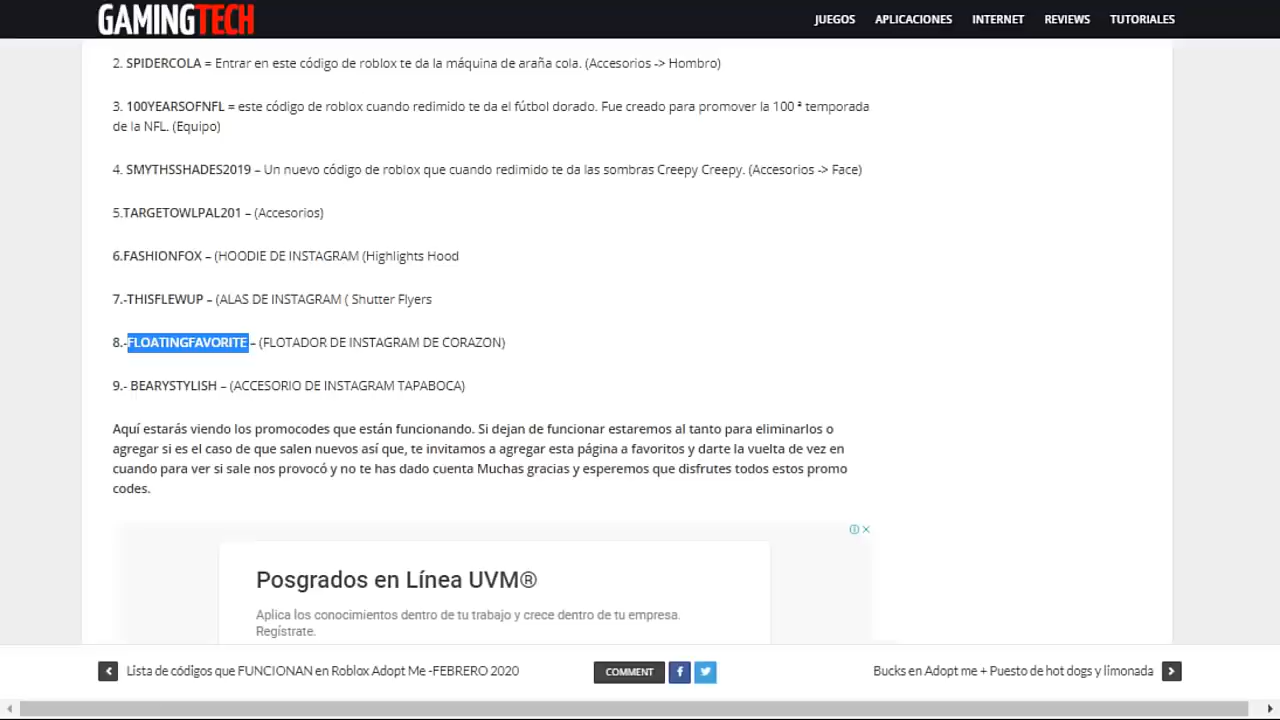 GAMINGTECH
JUEGOS APLICACIONES INTERNET REVIEWS TUTORIALES
2. SPIDERCOLA = Entrar en este código de roblox te da la máquina de araña cola. (Accesorios -> Hombro)
3. 100YEARSOFNFL = este código de roblox cuando redimido te da el fútbol dorado. Fue creado para promover la 100 ª temporada
de la NFL. (Equipo)
4. SMYTHSSHADES2019 – Un nuevo código de roblox que cuando redimido te da las sombras Creepy Creepy. (Accesorios -> Face)
5.TARGETOWLPAL201 – (Accesorios)
6.FASHIONFOX – (HOODIE DE INSTAGRAM (Highlights Hood
7.-THISFLEWUP – (ALAS DE INSTAGRAM ( Shutter Flyers
8.-FLOATINGFAVORITE – (FLOTADOR DE INSTAGRAM DE CORAZON)
9.- BEARYSTYLISH – (ACCESORIO DE INSTAGRAM TAPABOCA)
Aquí estarás viendo los promocodes que están funcionando. Si dejan de funcionar estaremos al tanto para eliminarlos o
agregar si es el caso de que salen nuevos así que, te invitamos a agregar esta página a favoritos y darte la vuelta de vez en
cuando para ver si sale nos provocó y no te has dado cuenta Muchas gracias y esperemos que disfrutes todos estos promo
codes.
Posgrados en Línea UVM®
Aplica los conocimientos dentro de tu trabajo y crece dentro de tu empresa.
Regístrate.
Lista de códigos que FUNCIONAN en Roblox Adopt Me -FEBRERO 2020
COMMENT
Bucks en Adopt me + Puesto de hot dogs y limonada